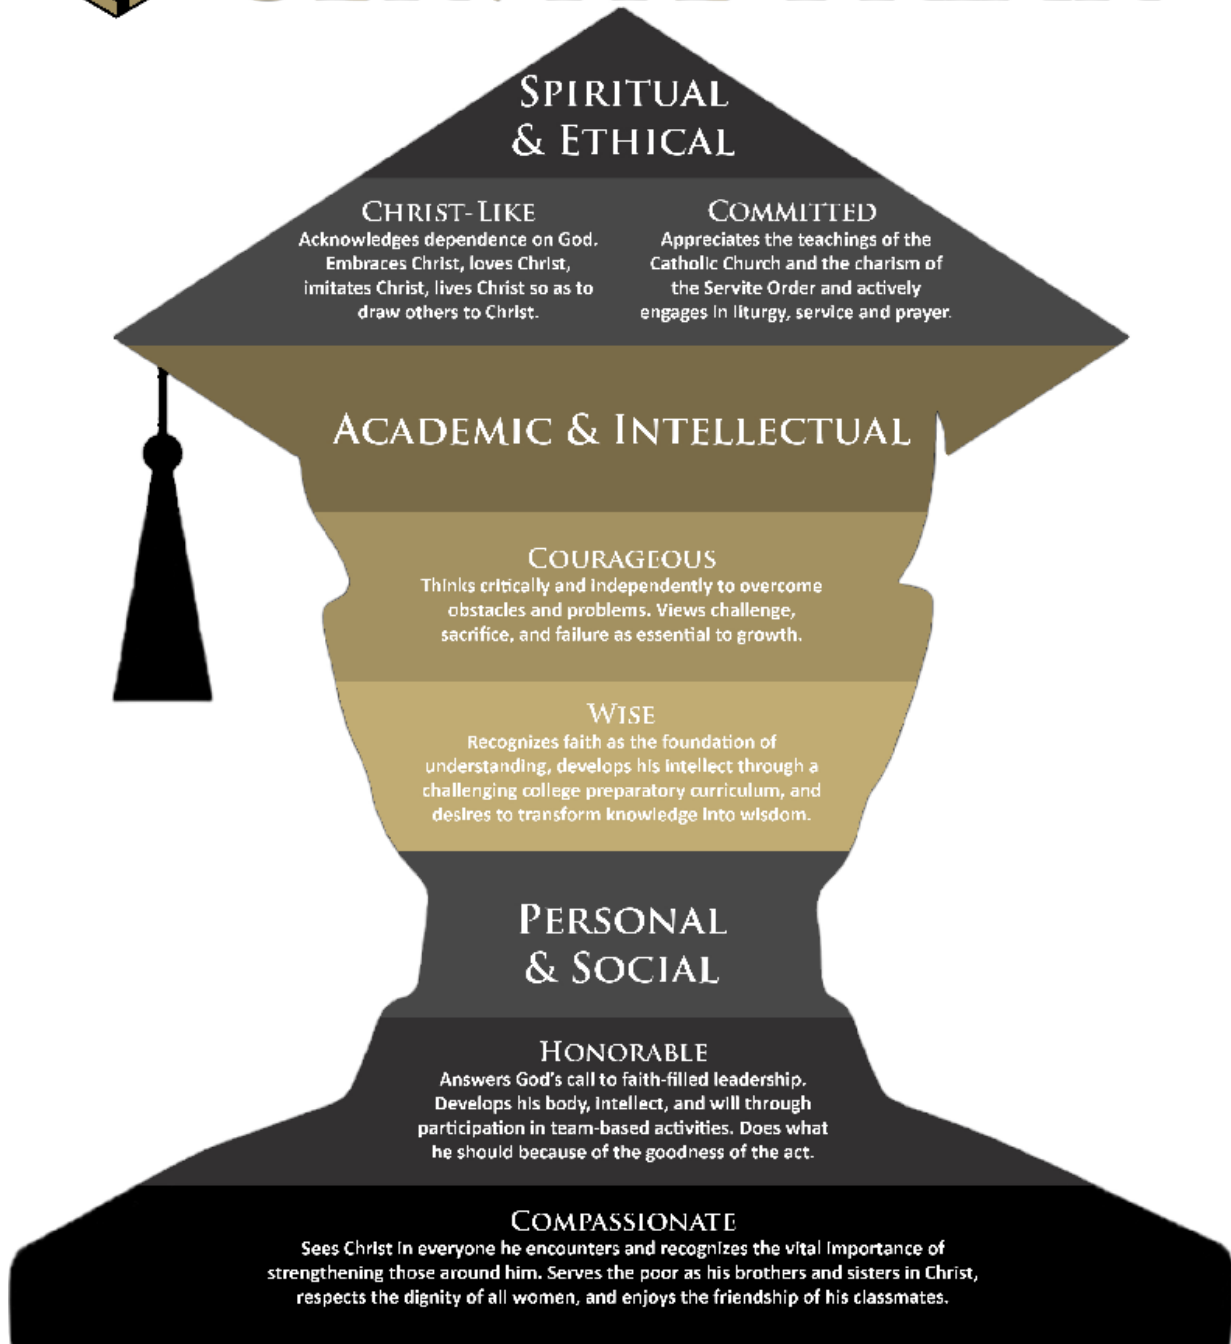 SPIRITUAL
& ETHICAL
CHRIST-LIKE
Acknowledges dependence on God.
Embraces Christ, loves Christ,
imitates Christ, lives Christ so as to
draw others to Christ.
COMMITTED
Appreciates the teachings of the
Catholic Church and the charism of
the Servite Order and actively
engages in liturgy, service and prayer.
ACADEMIC & INTELLECTUAL
COURAGEOUS
Thinks critically and independently to overcome
obstacles and problems. Views challenge,
sacrifice, and failure as essential to growth.
WISE
Recognizes faith as the foundation of
understanding, develops his intellect through a
challenging college preparatory curriculum, and
desires to transform knowledge into wisdom.
PERSONAL
& SOCIAL
HONORABLE
Answers God's call to faith-filled leadership.
Develops his body, intellect, and will through
participation in team-based activities. Does what
he should because of the goodness of the act.
COMPASSIONATE
Sees Christ in everyone he encounters and recognizes the vital importance of
strengthening those around him. Serves the poor as his brothers and sisters in Christ,
respects the dignity of all women, and enjoys the friendship of his classmates.